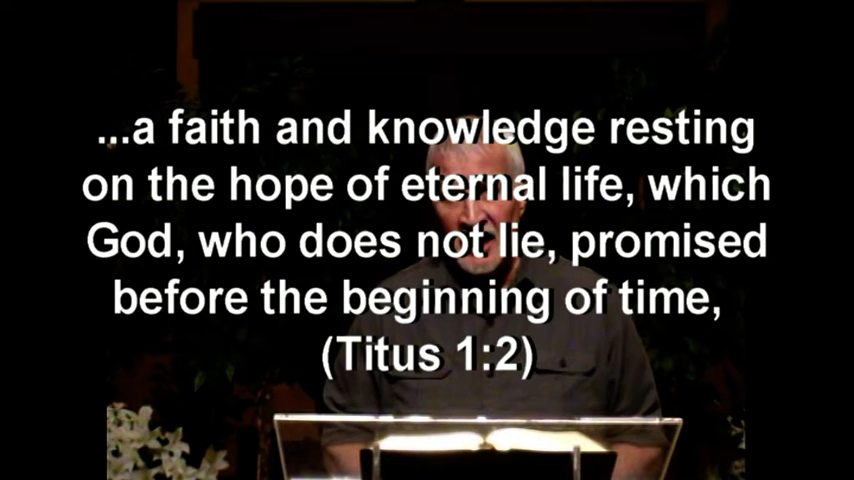 ...a faith and knowledge resting
on the hope of eternal life, which
God, who does not lie, promised
before the beginning of time,
(Titus 1:2)